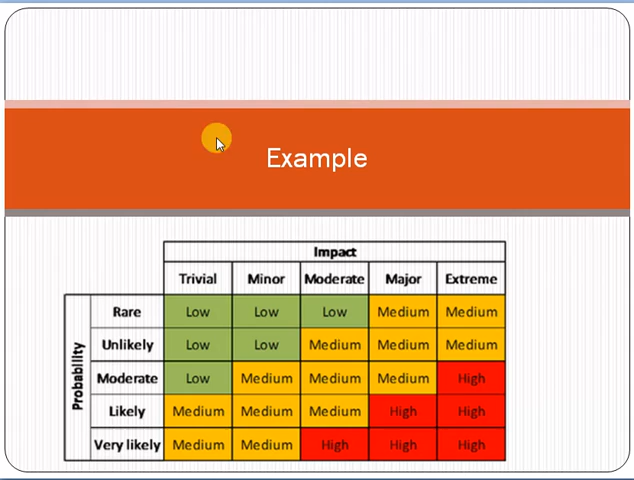 Example
Impact
Trivial Minor Moderate Major Extreme
Probability
Rare Low Low Low Medium Medium
Unlikely Low Low Medium Medium Medium
Moderate Low Medium Medium Medium High
Likely Medium Medium Medium High High
Very likely Medium Medium High High High